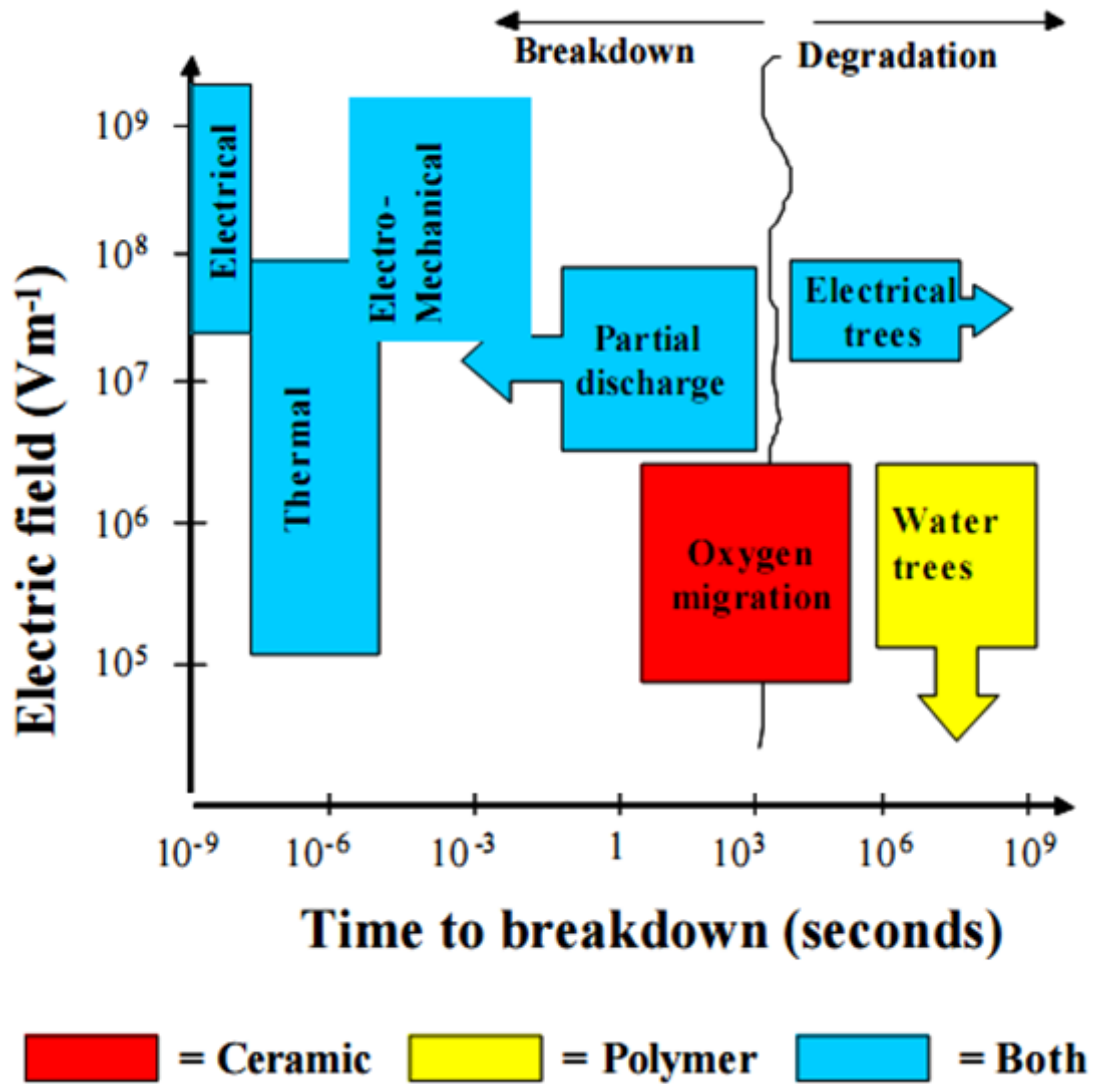 Breakdown
Degradation
10⁹
10⁸
10⁷
10⁶
10⁵
Electric field (Vm⁻¹)
Electrical
Thermal
Electro-
Mechanical
Partial
discharge
Electrical
trees
Oxygen
migration
Water
trees
10⁻⁹ 10⁻⁶ 10⁻³ 1 10³ 10⁶ 10⁹
Time to breakdown (seconds)
= Ceramic = Polymer = Both